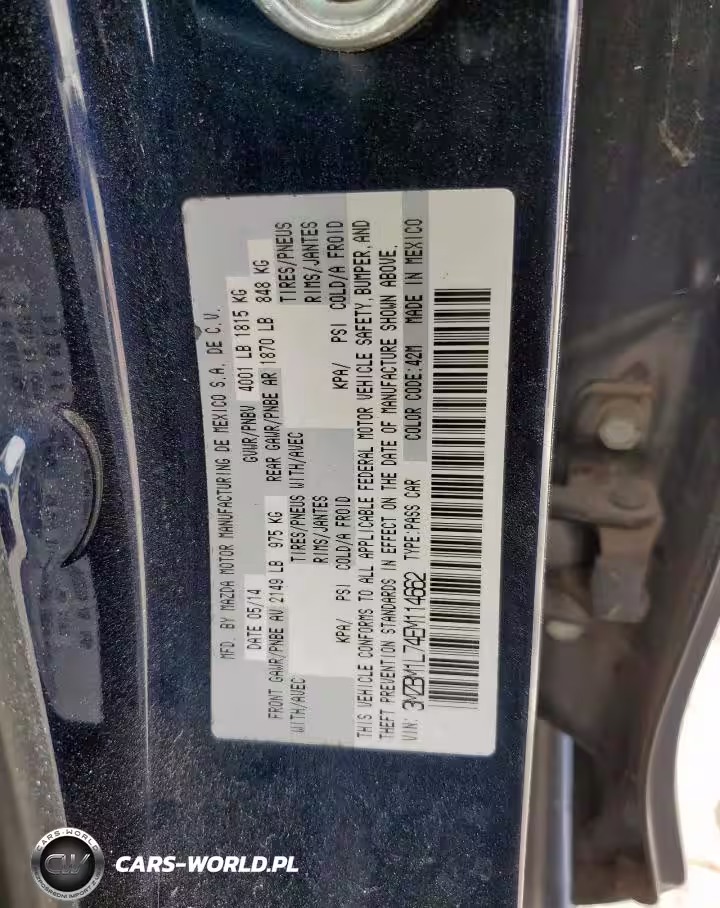 MFD. BY MAZDA MOTOR MANUFACTURING DE MEXICO S.A. DE C.V.
DATE 05/14 GVWR/PNBV 4001 LB 1815 KG
FRONT GAWR/PNBE AV 2149 LB 975 KG REAR GAWR/PNBE AR 1870 LB 848 KG
WITH/AVEC TIRES/PNEUS WITH/AVEC TIRES/PNEUS
RIMS/JANTES RIMS/JANTES
KPA/ PSI COLD/A FROID KPA/ PSI COLD/A FROID
THIS VEHICLE CONFORMS TO ALL APPLICABLE FEDERAL MOTOR VEHICLE SAFETY, BUMPER, AND
THEFT PREVENTION STANDARDS IN EFFECT ON THE DATE OF MANUFACTURE SHOWN ABOVE.
VIN: 3MZBM1L74EM114662 TYPE:PASS CAR COLOR CODE:42M MADE IN MEXICO
CARS-WORLD
CW
CARS-WORLD.PL